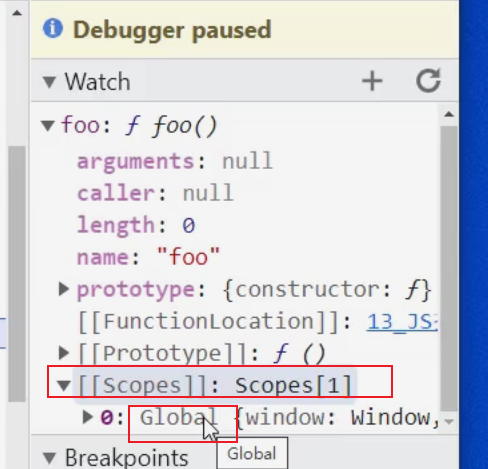 Debugger paused
Watch
foo: ƒ foo()
arguments: null
caller: null
length: 0
name: "foo"
prototype: {constructor: ƒ}
[[FunctionLocation]]: 13_JS
[[Prototype]]: ƒ ()
[[Scopes]]: Scopes[1]
0: Global {window: Window,
Global
Breakpoints